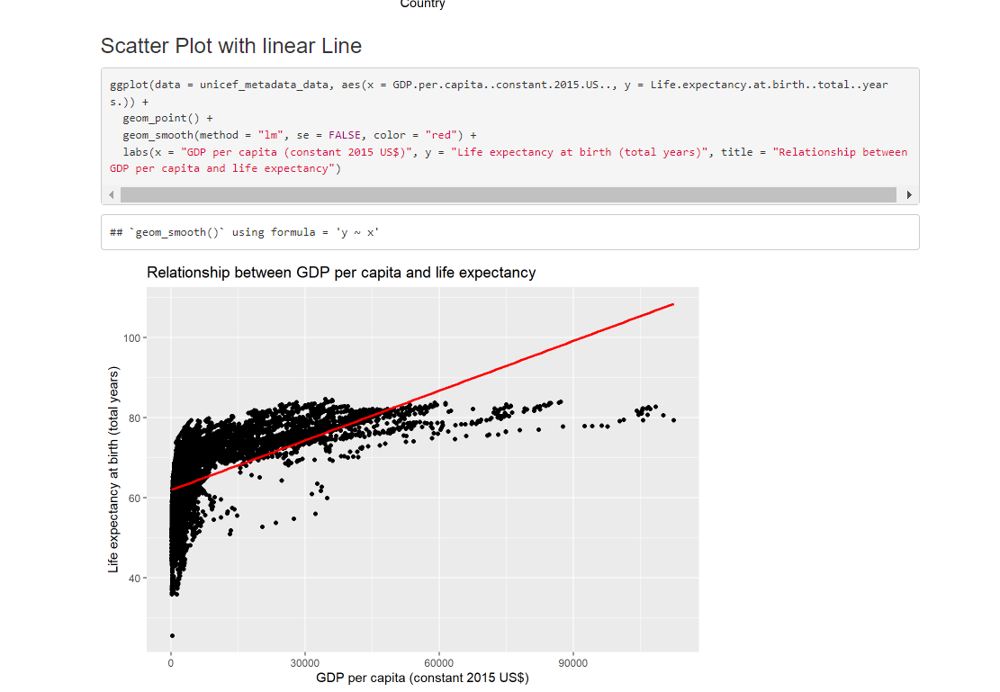 Country
Scatter Plot with linear Line
ggplot(data = unicef_metadata_data, aes(x = GDP.per.capita..constant.2015.US.., y = Life.expectancy.at.birth..total..year
s.)) +
  geom_point() +
  geom_smooth(method = "lm", se = FALSE, color = "red") +
  labs(x = "GDP per capita (constant 2015 US$)", y = "Life expectancy at birth (total years)", title = "Relationship between
GDP per capita and life expectancy")
## `geom_smooth()` using formula = 'y ~ x'
Relationship between GDP per capita and life expectancy
Life expectancy at birth (total years)
100
80
60
40
0 30000 60000 90000
GDP per capita (constant 2015 US$)